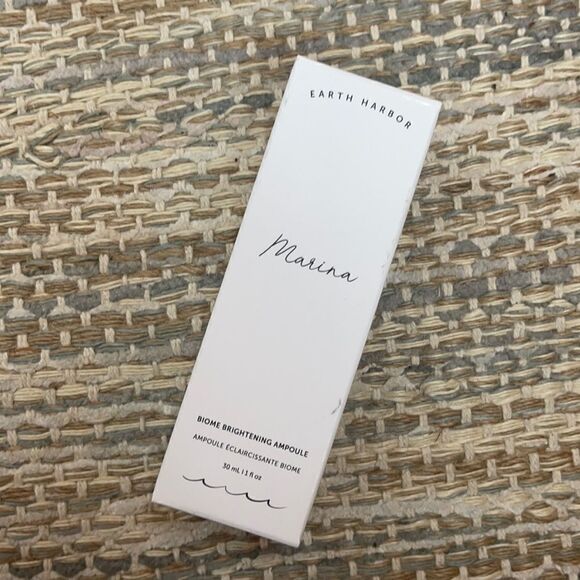 EARTH HARBOR
Marina
BIOME BRIGHTENING AMPOULE
AMPOULE ÉCLAIRCISSANTE BIOME
30 mL | 1 fl oz